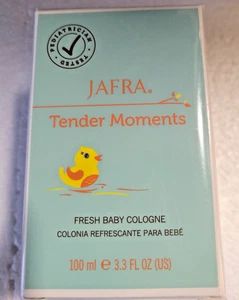 PEDIATRICIAN
TESTED
JAFRA®
Tender Moments
FRESH BABY COLOGNE
COLONIA REFRESCANTE PARA BEBÉ
100 ml e 3.3 FL OZ (US)